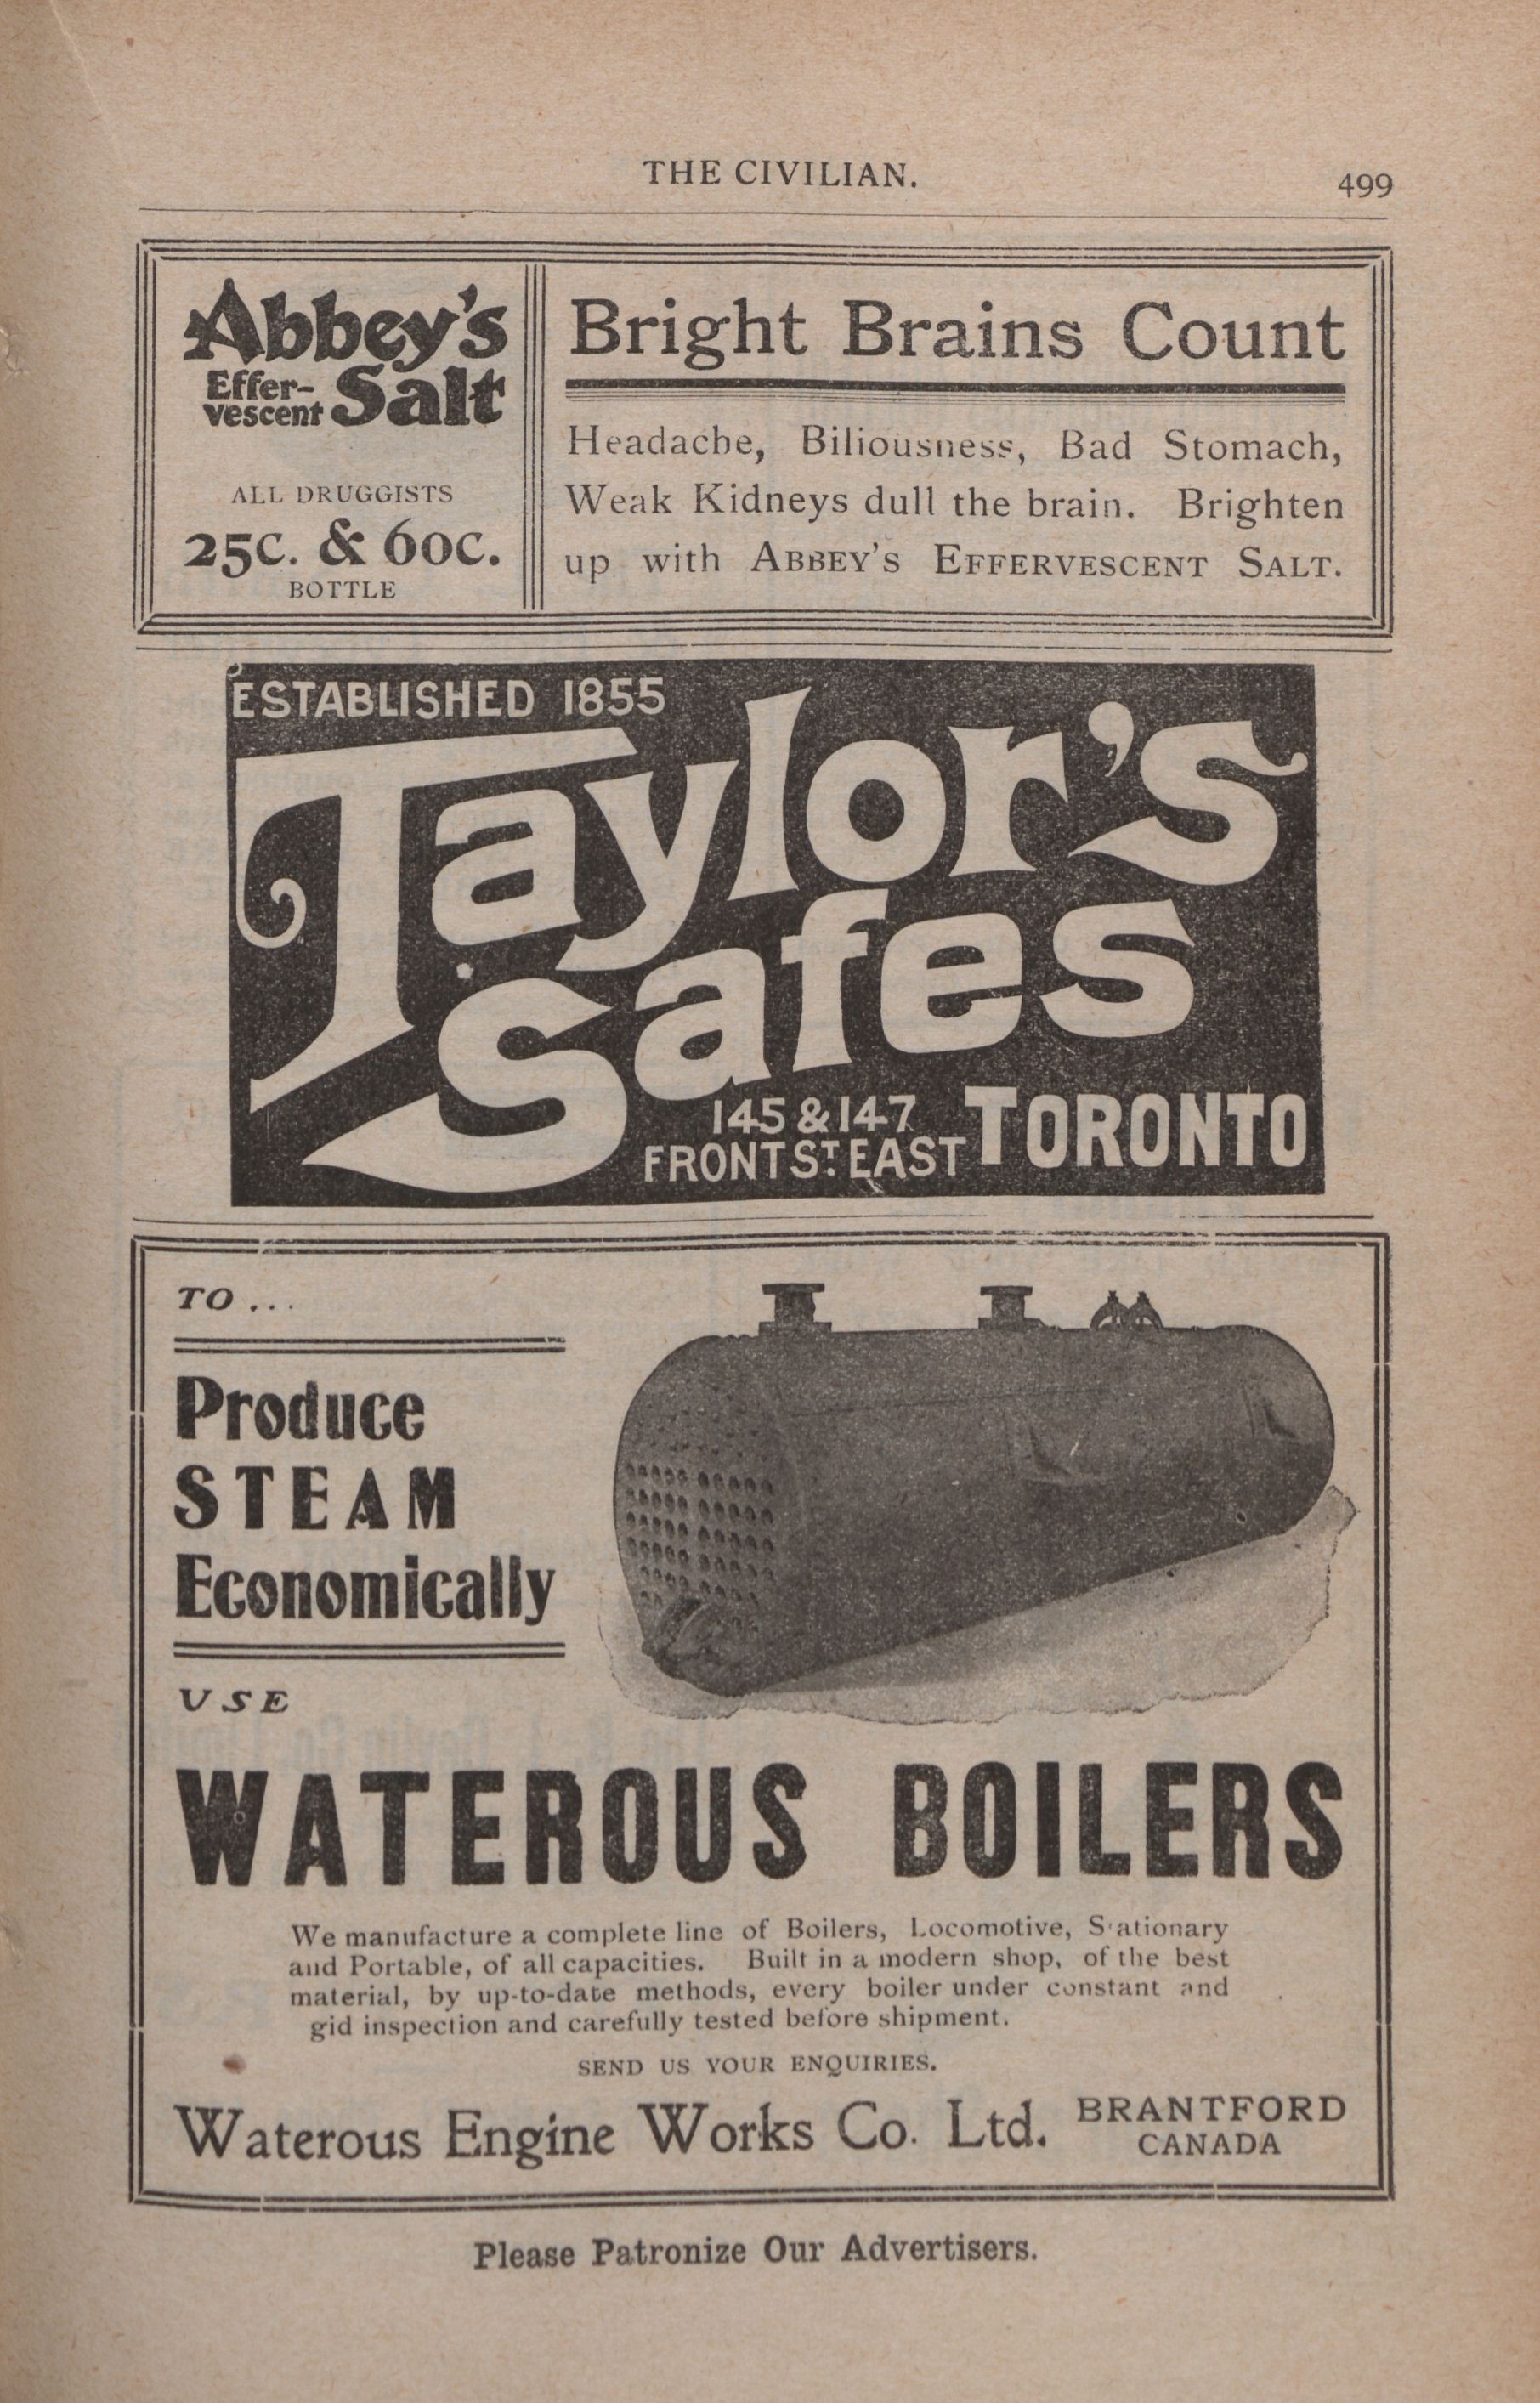 THE CIVILIAN.
499
Abbey's
Effer-
vescent Salt
ALL DRUGGISTS
25C. & 60C.
BOTTLE
Bright Brains Count
Headache, Biliousness, Bad Stomach,
Weak Kidneys dull the brain. Brighten
up with ABBEY'S EFFERVESCENT SALT.
ESTABLISHED 1855
Taylor's
Safes
145 & 147
FRONT ST. EAST
TORONTO
TO ...
Produce
STEAM
Economically
USE
WATEROUS BOILERS
We manufacture a complete line of Boilers, Locomotive, S ationary
and Portable, of all capacities. Built in a modern shop, of the best
material, by up-to-date methods, every boiler under constant and
gid inspection and carefully tested before shipment.
SEND US YOUR ENQUIRIES.
Waterous Engine Works Co. Ltd.
BRANTFORD
CANADA
Please Patronize Our Advertisers.